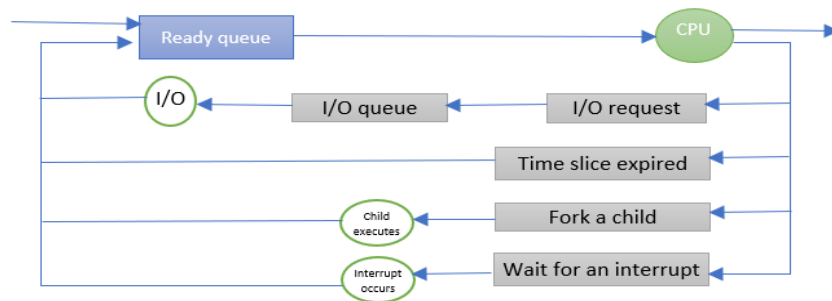 Ready queue
CPU
I/O
I/O queue
I/O request
Time slice expired
Child
executes
Fork a child
Interrupt
occurs
Wait for an interrupt